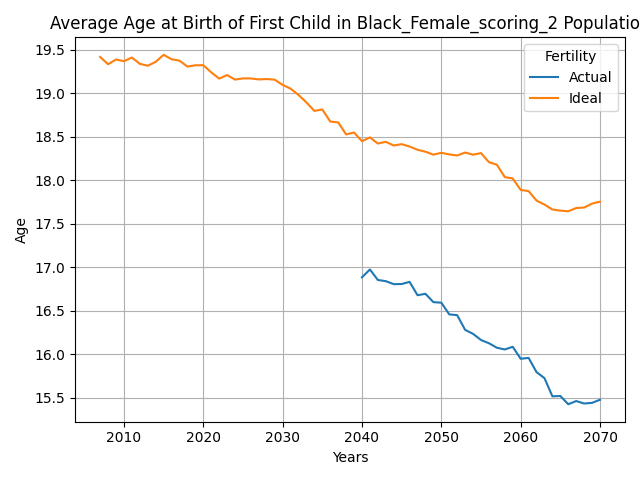 Average Age at Birth of First Child in Black_Female_scoring_2 Populatio
Fertility
Actual
Ideal
Age
19.5
19.0
18.5
18.0
17.5
17.0
16.5
16.0
15.5
2010 2020 2030 2040 2050 2060 2070
Years